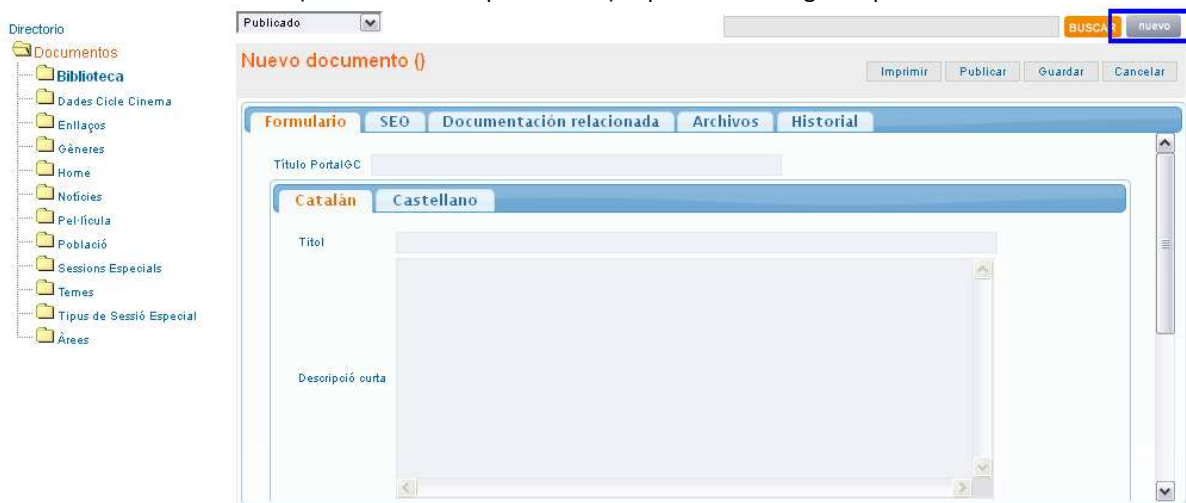 Publicado
BUSCAR nuevo
Directorio
Documentos
Biblioteca
Dades Cicle Cinema
Enllaços
Gèneres
Home
Notícies
Pel·lícula
Població
Sessions Especials
Temes
Tipus de Sessió Especial
Àrees
Nuevo documento ()
Imprimir Publicar Guardar Cancelar
Formulario SEO Documentación relacionada Archivos Historial
Título PortalGC
Catalán Castellano
Títol
Descripció curta